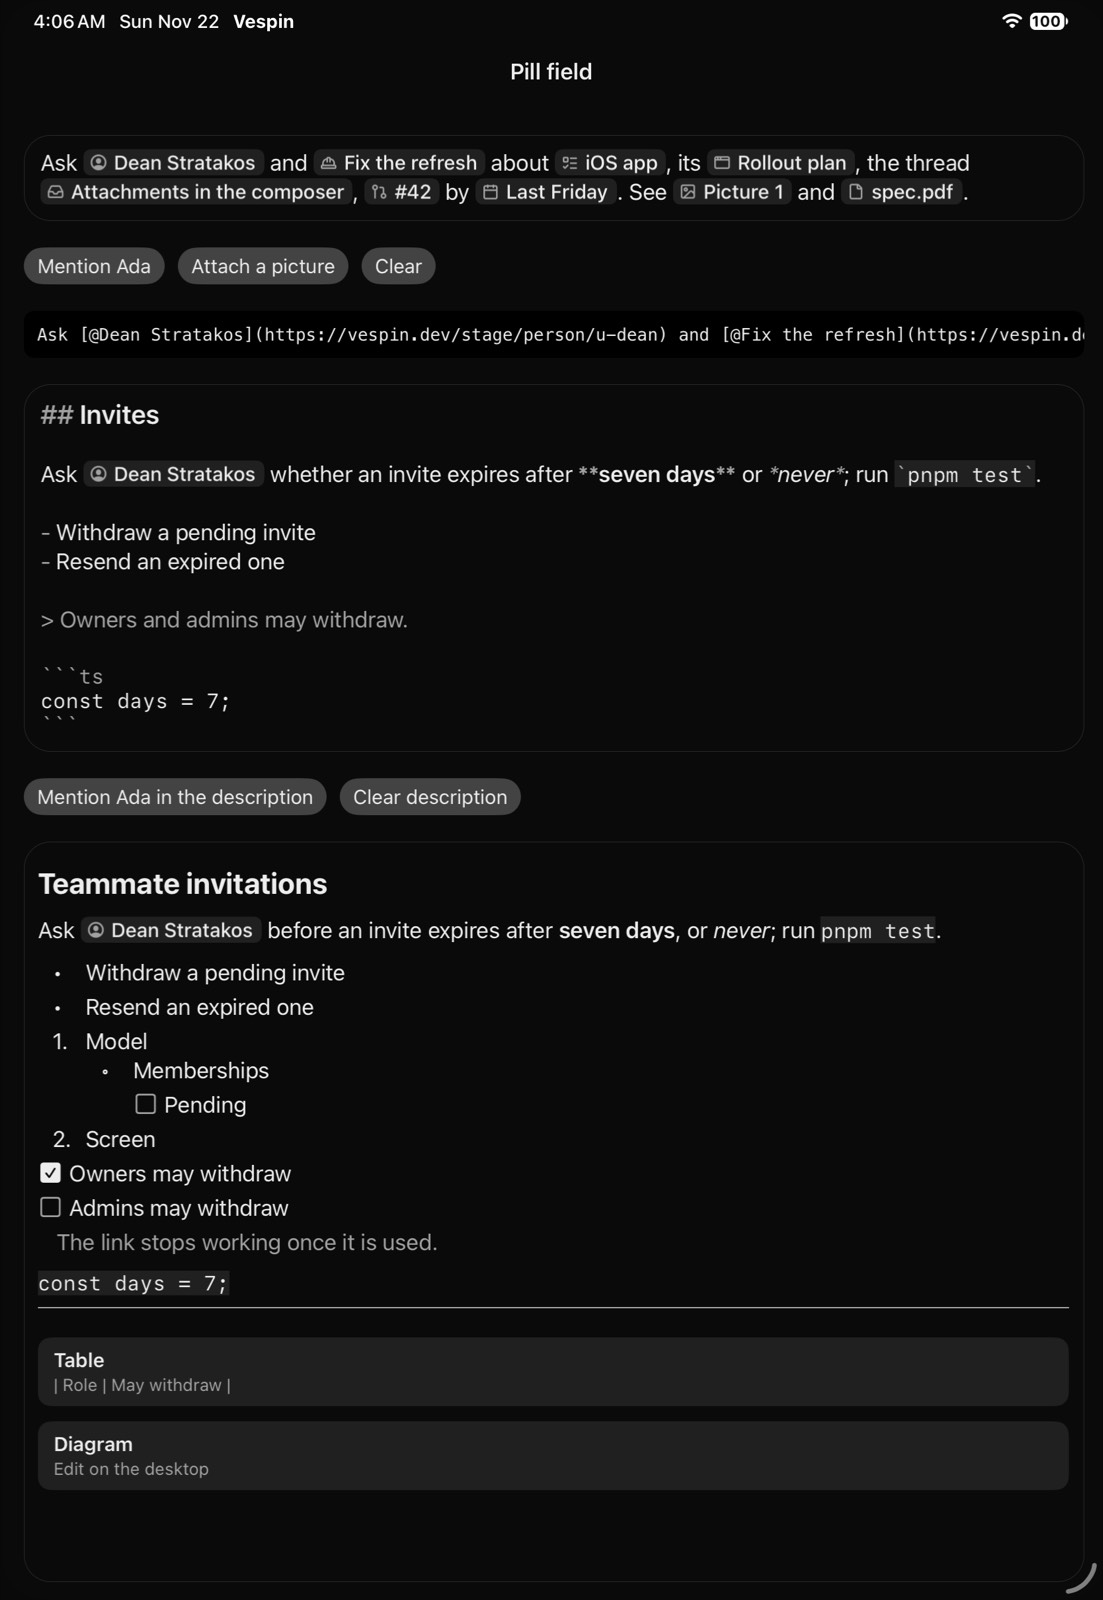 4:06 AM Sun Nov 22 Vespin
100
Pill field
Ask Dean Stratakos and Fix the refresh about iOS app, its Rollout plan, the thread
Attachments in the composer, #42 by Last Friday. See Picture 1 and spec.pdf.
Mention Ada
Attach a picture
Clear
Ask [@Dean Stratakos](https://vespin.dev/stage/person/u-dean) and [@Fix the refresh](https://vespin.d
## Invites
Ask Dean Stratakos whether an invite expires after **seven days** or *never*; run `pnpm test`.
- Withdraw a pending invite
- Resend an expired one
> Owners and admins may withdraw.
```ts
const days = 7;
```
Mention Ada in the description
Clear description
Teammate invitations
Ask Dean Stratakos before an invite expires after seven days, or never; run pnpm test.
• Withdraw a pending invite
• Resend an expired one
1. Model
◦ Memberships
Pending
2. Screen
Owners may withdraw
Admins may withdraw
The link stops working once it is used.
const days = 7;
Table
| Role | May withdraw |
Diagram
Edit on the desktop